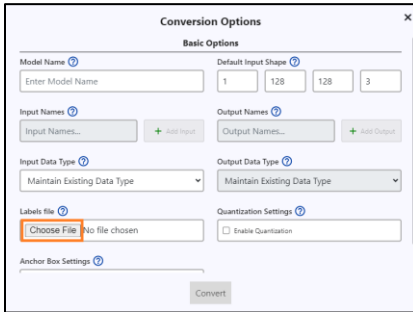 Conversion Options
×
Basic Options
Model Name ?
Default Input Shape ?
Enter Model Name
1 128 128 3
Input Names ?
Output Names ?
Input Names... + Add Input
Output Names... + Add Output
Input Data Type ?
Output Data Type ?
Maintain Existing Data Type
Maintain Existing Data Type
Labels file ?
Quantization Settings ?
Choose File No file chosen
Enable Quantization
Anchor Box Settings ?
Convert